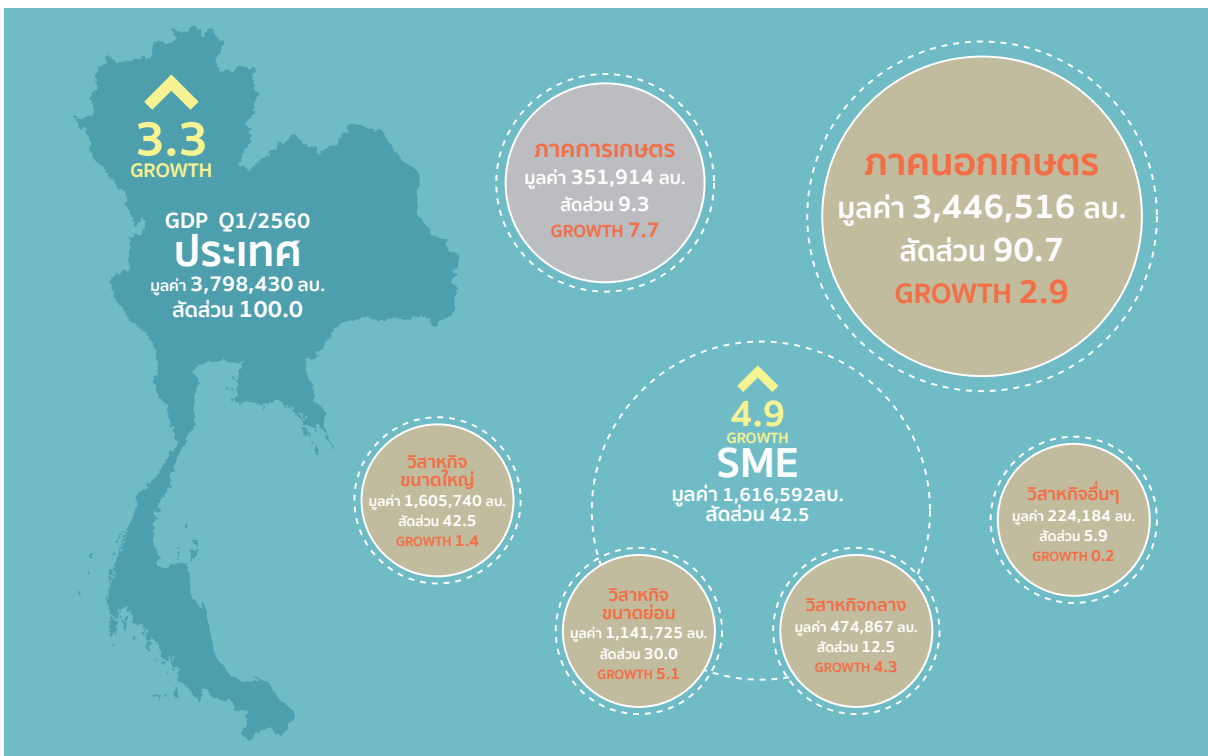 3.3
GROWTH
GDP Q1/2560
ประเทศ
มูลค่า 3,798,430 ลบ.
สัดส่วน 100.0
ภาคการเกษตร
มูลค่า 351,914 ลบ.
สัดส่วน 9.3
GROWTH 7.7
ภาคนอกเกษตร
มูลค่า 3,446,516 ลบ.
สัดส่วน 90.7
GROWTH 2.9
วิสาหกิจ
ขนาดใหญ่
มูลค่า 1,605,740 ลบ.
สัดส่วน 42.5
GROWTH 1.4
4.9
GROWTH
SME
มูลค่า 1,616,592ลบ.
สัดส่วน 42.5
วิสาหกิจ
ขนาดย่อม
มูลค่า 1,141,725 ลบ.
สัดส่วน 30.0
GROWTH 5.1
วิสาหกิจกลาง
มูลค่า 474,867 ลบ.
สัดส่วน 12.5
GROWTH 4.3
วิสาหกิจอื่นๆ
มูลค่า 224,184 ลบ.
สัดส่วน 5.9
GROWTH 0.2